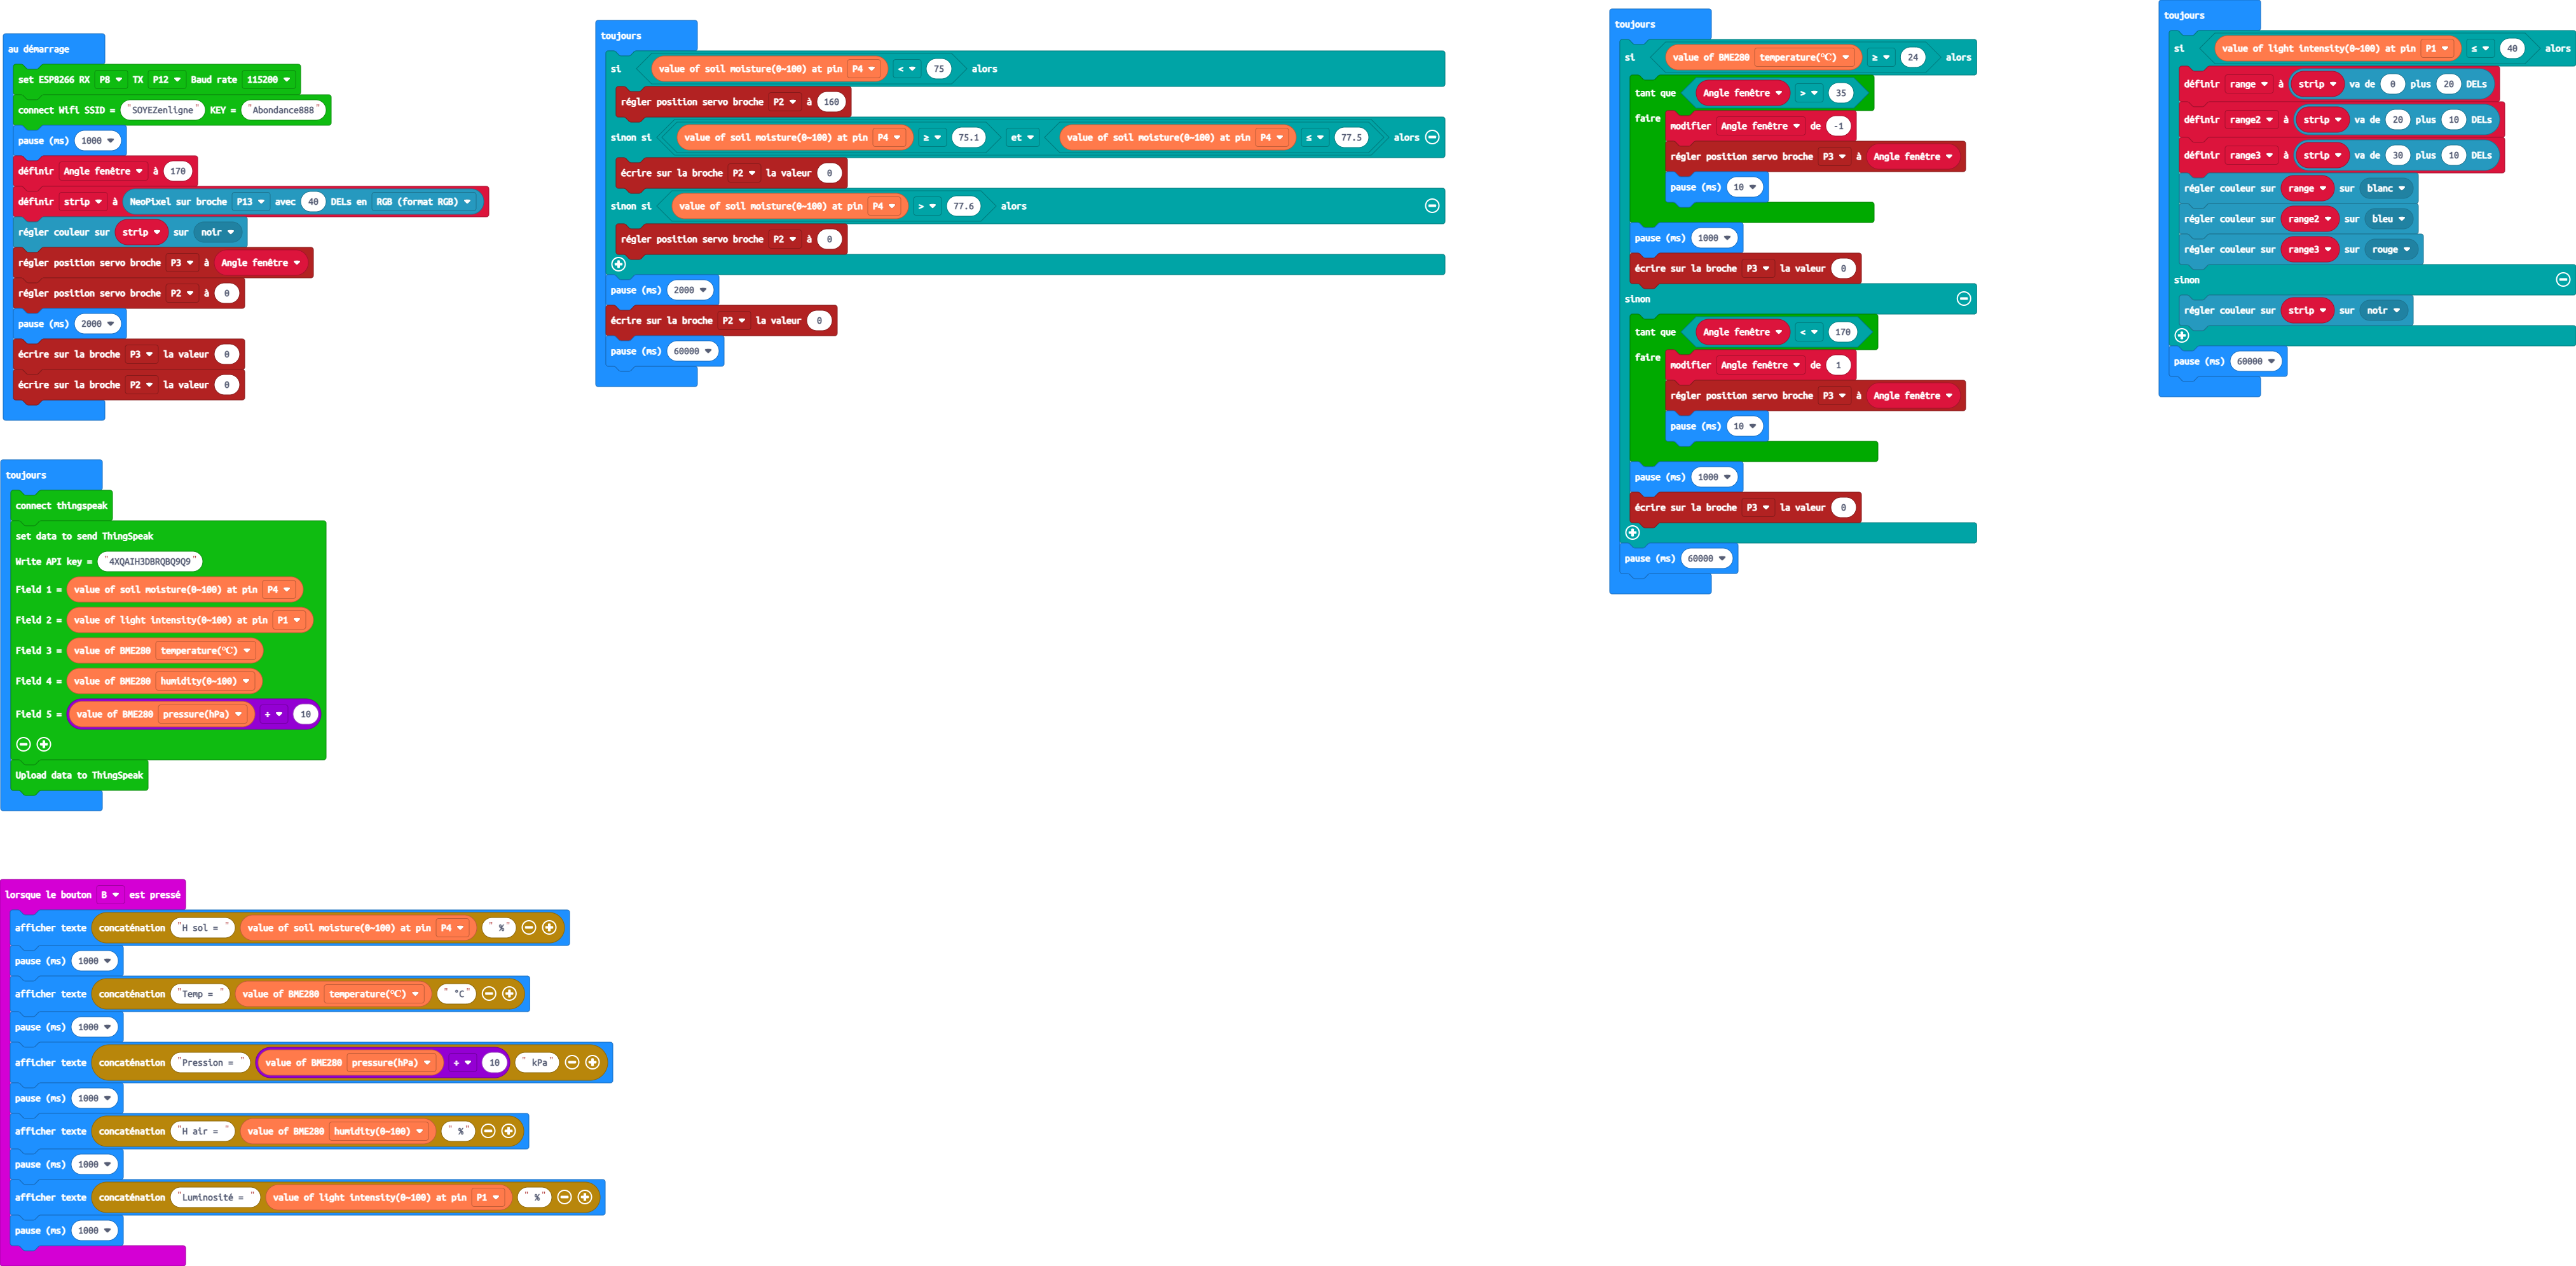 au démarrage
set ESP8266 RX P8 TX P12 Baud rate 115200
connect Wifi SSID = "SOYEZenligne" KEY = "Abondance888"
pause (ms) 1000
définir Angle fenêtre à 170
définir strip à NeoPixel sur broche P13 avec 40 DELs en RGB (format RGB)
régler couleur sur strip sur noir
régler position servo broche P3 à Angle fenêtre
régler position servo broche P2 à 0
pause (ms) 2000
écrire sur la broche P3 la valeur 0
écrire sur la broche P2 la valeur 0
toujours
connect thingspeak
set data to send ThingSpeak
Write API key = "4XQAIH3DBRQBQ9Q9"
Field 1 = value of soil moisture(0~100) at pin P4
Field 2 = value of light intensity(0~100) at pin P1
Field 3 = value of BME280 temperature(℃)
Field 4 = value of BME280 humidity(0~100)
Field 5 = value of BME280 pressure(hPa) ÷ 10
Upload data to ThingSpeak
lorsque le bouton B est pressé
afficher texte concaténation "H sol = " value of soil moisture(0~100) at pin P4 " %"
pause (ms) 1000
afficher texte concaténation "Temp = " value of BME280 temperature(℃) " °C"
pause (ms) 1000
afficher texte concaténation "Pression = " value of BME280 pressure(hPa) ÷ 10 " kPa"
pause (ms) 1000
afficher texte concaténation "H air = " value of BME280 humidity(0~100) " %"
pause (ms) 1000
afficher texte concaténation "Luminosité = " value of light intensity(0~100) at pin P1 " %"
pause (ms) 1000
toujours
si value of soil moisture(0~100) at pin P4 < 75 alors
régler position servo broche P2 à 160
sinon si value of soil moisture(0~100) at pin P4 ≥ 75.1 et value of soil moisture(0~100) at pin P4 ≤ 77.5 alors
écrire sur la broche P2 la valeur 0
sinon si value of soil moisture(0~100) at pin P4 > 77.6 alors
régler position servo broche P2 à 0
pause (ms) 2000
écrire sur la broche P2 la valeur 0
pause (ms) 60000
toujours
si value of BME280 temperature(℃) ≥ 24 alors
tant que Angle fenêtre > 35
faire modifier Angle fenêtre de -1
régler position servo broche P3 à Angle fenêtre
pause (ms) 10
pause (ms) 1000
écrire sur la broche P3 la valeur 0
sinon
tant que Angle fenêtre < 170
faire modifier Angle fenêtre de 1
régler position servo broche P3 à Angle fenêtre
pause (ms) 10
pause (ms) 1000
écrire sur la broche P3 la valeur 0
pause (ms) 60000
toujours
si value of light intensity(0~100) at pin P1 ≤ 40 alors
définir range à strip va de 0 plus 20 DELs
définir range2 à strip va de 20 plus 10 DELs
définir range3 à strip va de 30 plus 10 DELs
régler couleur sur range sur blanc
régler couleur sur range2 sur bleu
régler couleur sur range3 sur rouge
sinon
régler couleur sur strip sur noir
pause (ms) 60000